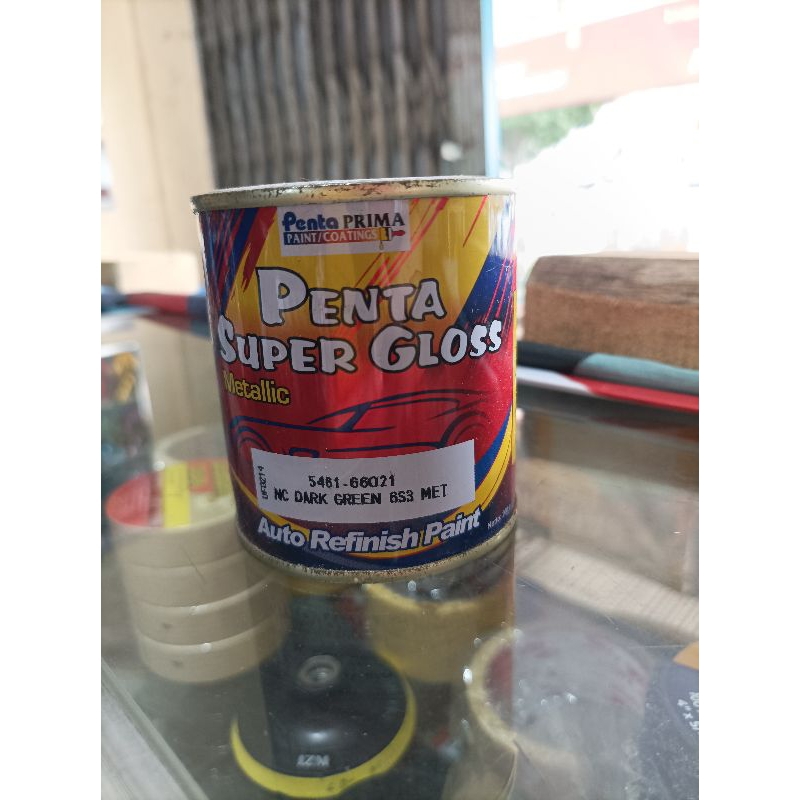 Penta PRIMA
PAINT/COATINGS
PENTA
SUPER GLOSS
Metallic
5461-66021
NC DARK GREEN 6S3 MET
Auto Refinish Paint